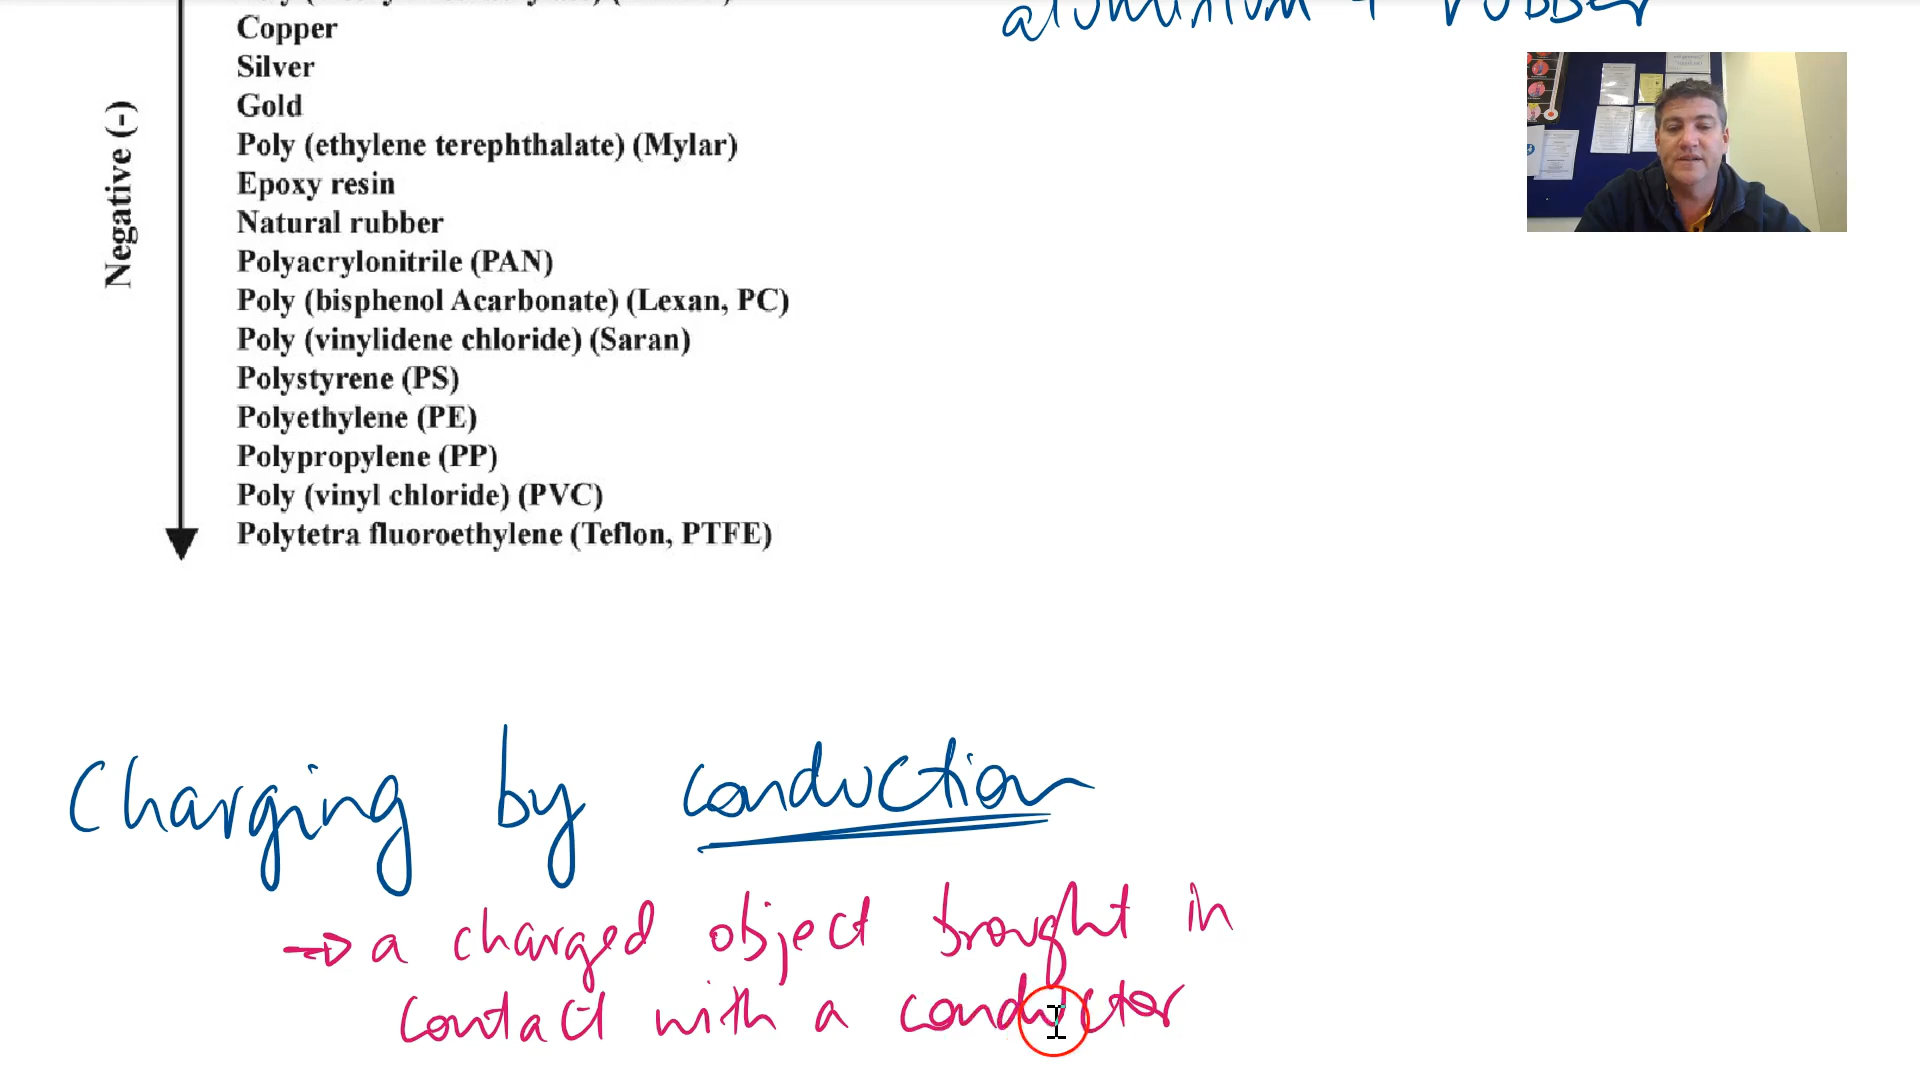 aluminium + rubber
Copper
Silver
Gold
Poly (ethylene terephthalate) (Mylar)
Epoxy resin
Natural rubber
Polyacrylonitrile (PAN)
Poly (bisphenol Acarbonate) (Lexan, PC)
Poly (vinylidene chloride) (Saran)
Polystyrene (PS)
Polyethylene (PE)
Polypropylene (PP)
Poly (vinyl chloride) (PVC)
Polytetra fluoroethylene (Teflon, PTFE)
Negative (-)
Charging by conduction
→ a charged object brought in
contact with a conductor